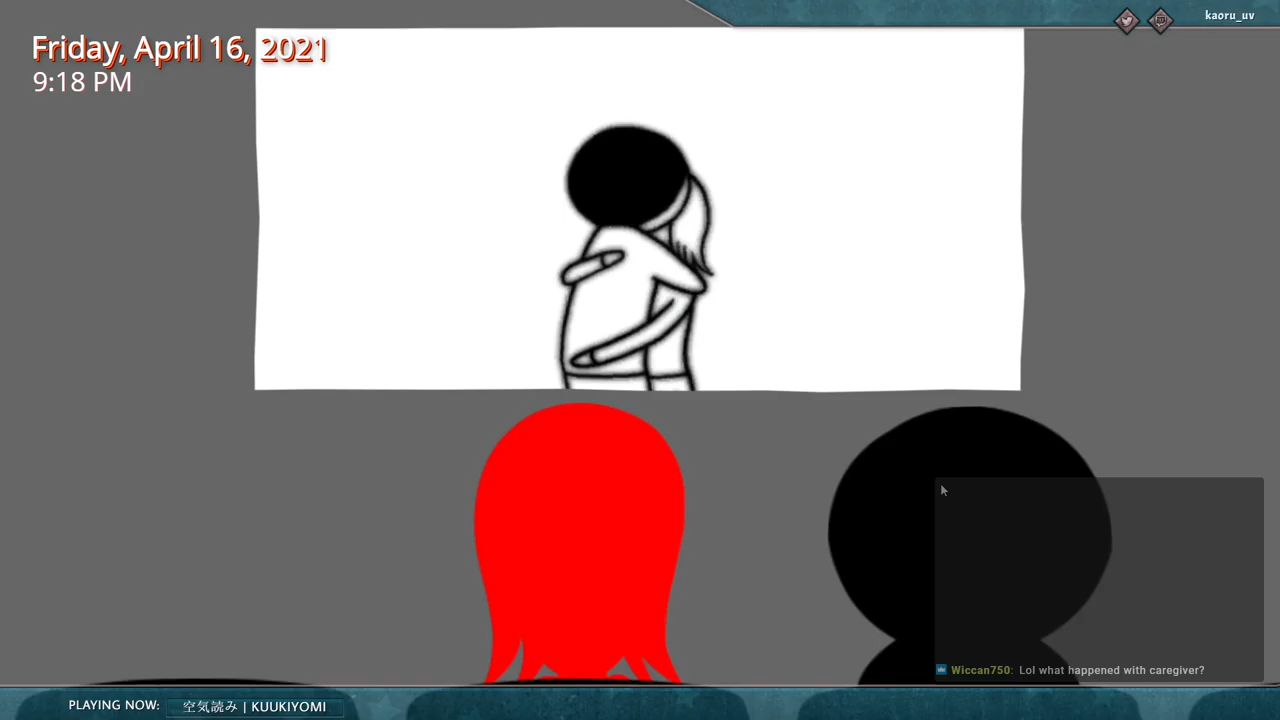 kaoru_uv
Friday, April 16, 2021
9:18 PM
Wiccan750: Lol what happened with caregiver?
PLAYING NOW: 空気読み | KUUKIYOMI